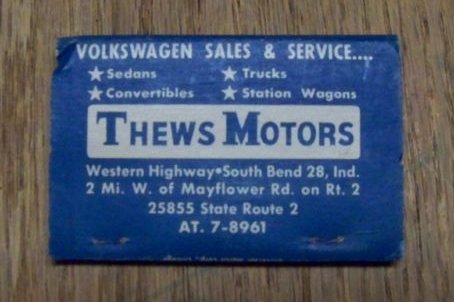 VOLKSWAGEN SALES & SERVICE....
★ Sedans ★ Trucks
★ Convertibles ★ Station Wagons
THEWS MOTORS
Western Highway•South Bend 28, Ind.
2 Mi. W. of Mayflower Rd. on Rt. 2
25855 State Route 2
AT. 7-8961